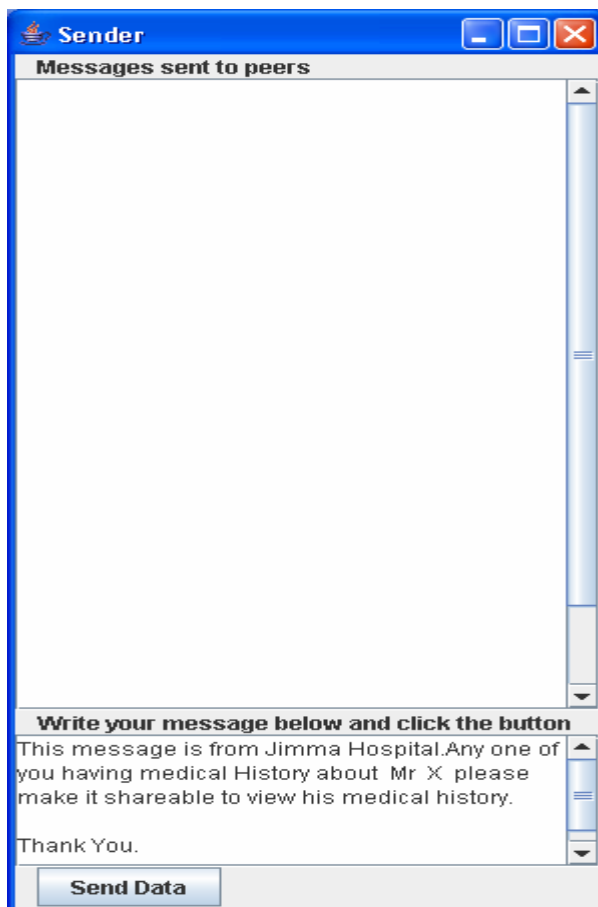 Sender
Messages sent to peers
Write your message below and click the button
This message is from Jimma Hospital.Any one of
you having medical History about Mr X please
make it shareable to view his medical history.
Thank You.
Send Data